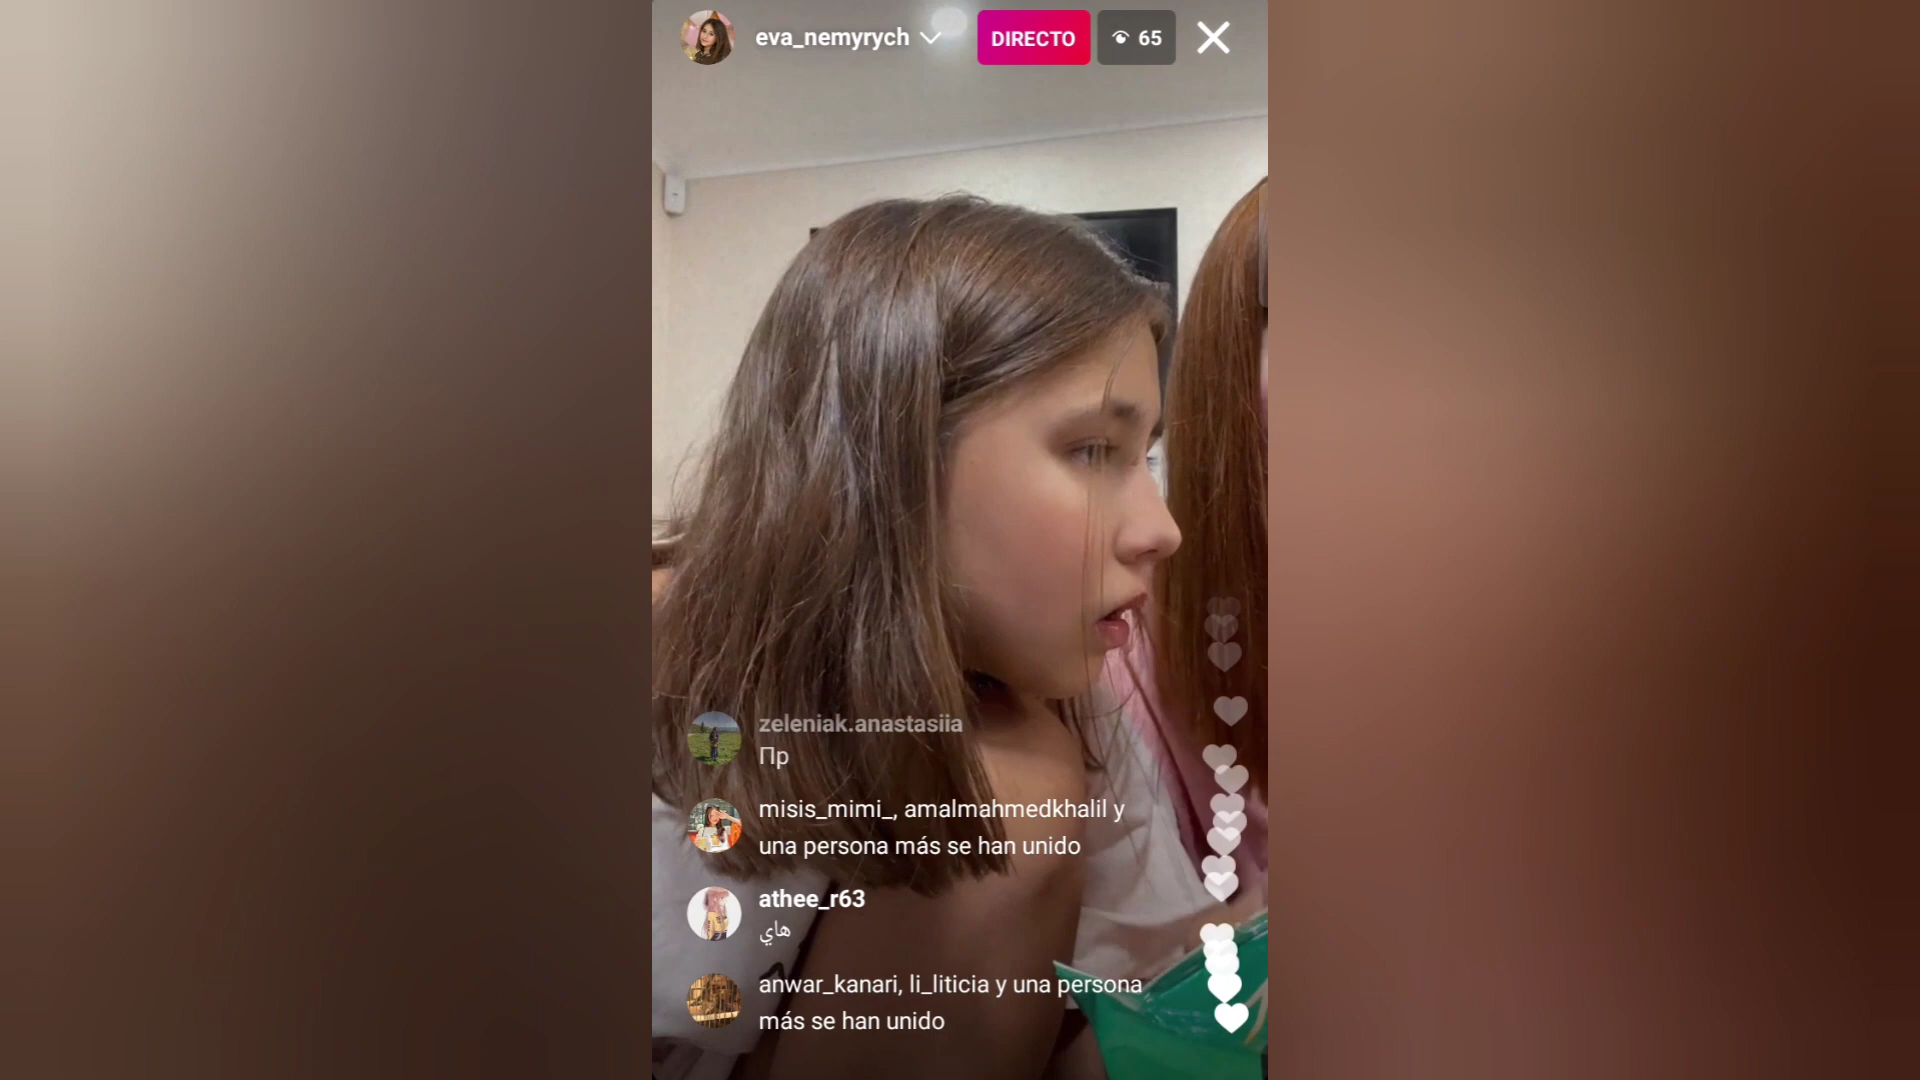 eva_nemyrych
DIRECTO
65
zeleniak.anastasiia
Пр
misis_mimi_, amalmahmedkhalil y
una persona más se han unido
athee_r63
هاي
anwar_kanari, li_liticia y una persona
más se han unido